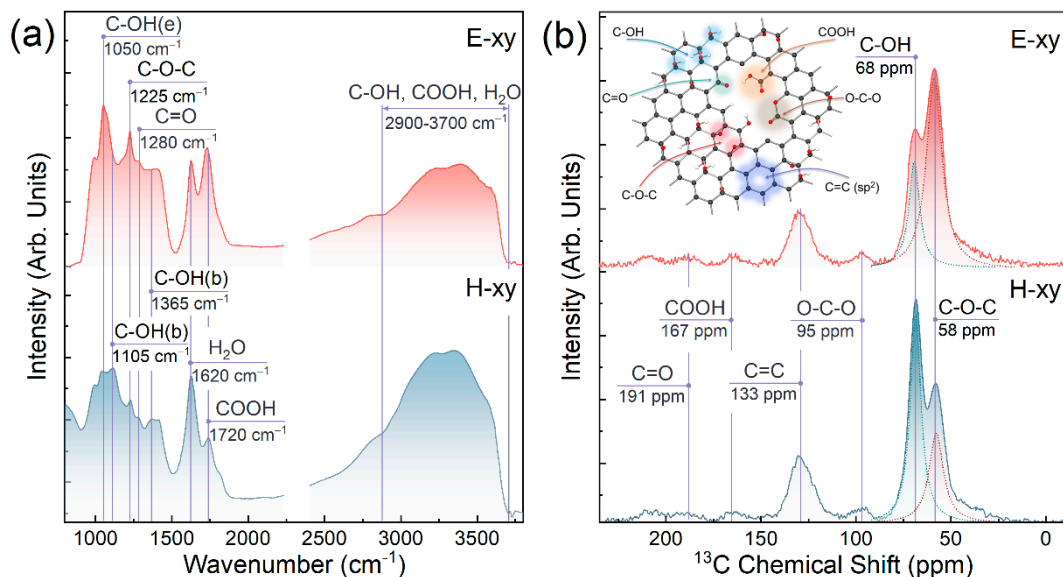 (a)
E-xy
C-OH(e)
1050 cm⁻¹
C-O-C
1225 cm⁻¹
C=O
1280 cm⁻¹
C-OH, COOH, H₂O
2900-3700 cm⁻¹
H-xy
C-OH(b)
1365 cm⁻¹
C-OH(b)
1105 cm⁻¹
H₂O
1620 cm⁻¹
COOH
1720 cm⁻¹
Intensity (Arb. Units)
1000 1500 2000 2500 3000 3500
Wavenumber (cm⁻¹)
(b)
E-xy
C-OH
68 ppm
C-OH
COOH
C=O
O-C-O
C-O-C
C=C (sp²)
H-xy
COOH
167 ppm
O-C-O
95 ppm
C-O-C
58 ppm
C=O
191 ppm
C=C
133 ppm
Intensity (Arb. Units)
200 150 100 50 0
¹³C Chemical Shift (ppm)